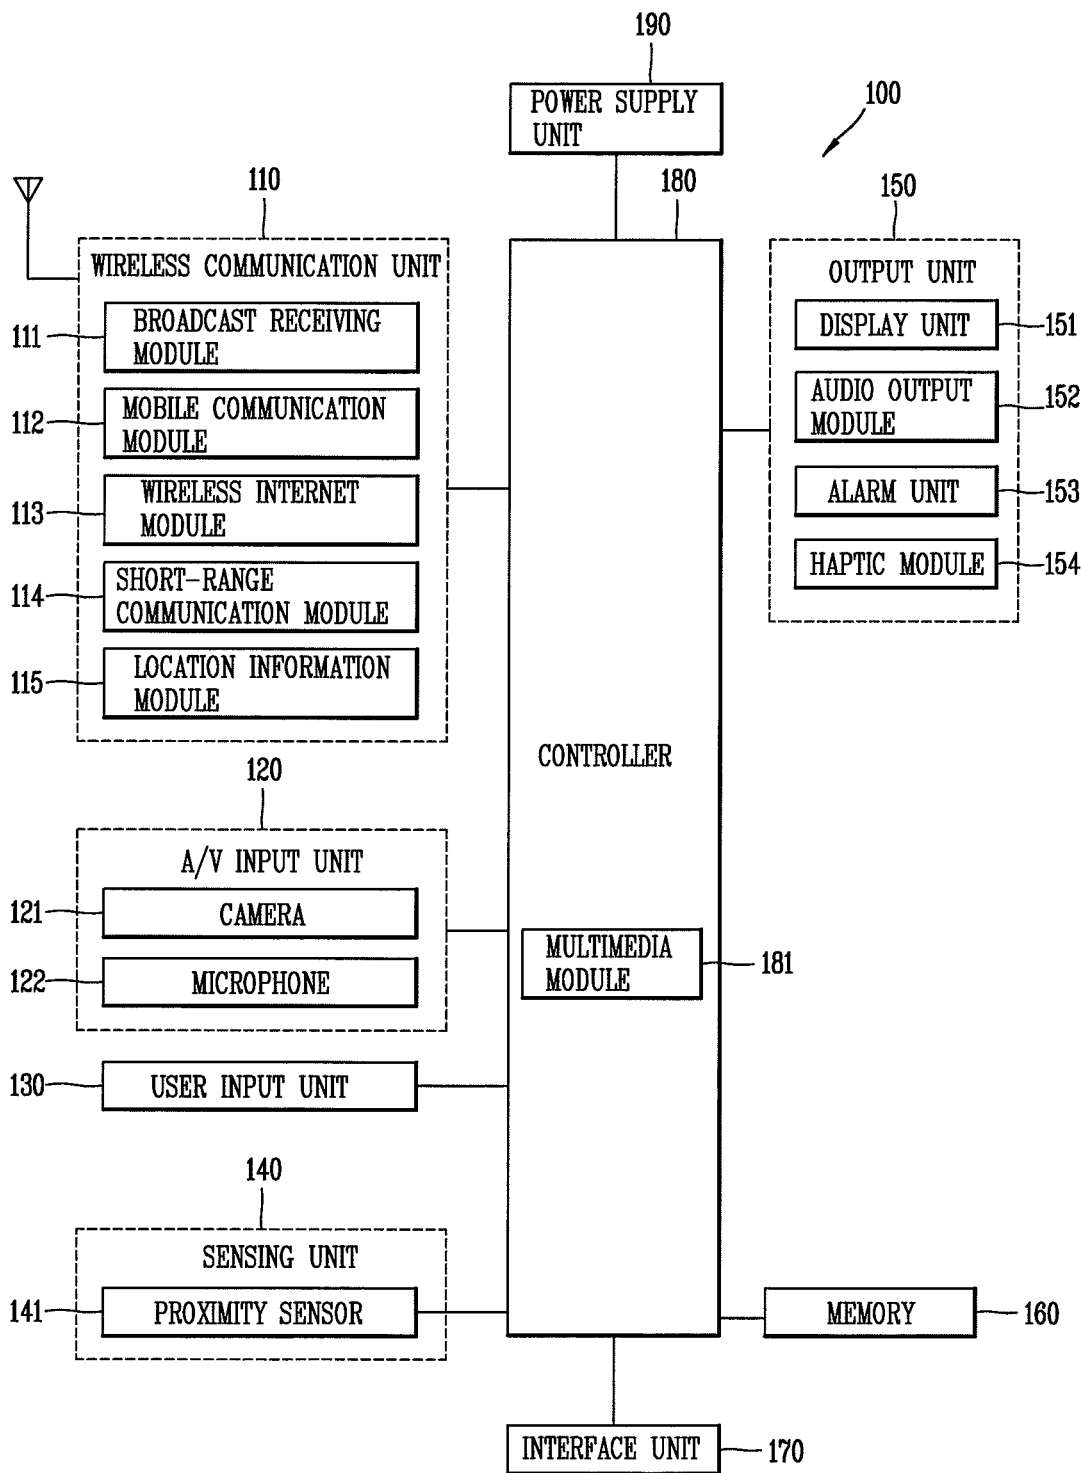 190
POWER SUPPLY
UNIT
100
110
180
150
WIRELESS COMMUNICATION UNIT
111
BROADCAST RECEIVING
MODULE
112
MOBILE COMMUNICATION
MODULE
113
WIRELESS INTERNET
MODULE
114
SHORT-RANGE
COMMUNICATION MODULE
115
LOCATION INFORMATION
MODULE
OUTPUT UNIT
DISPLAY UNIT
151
AUDIO OUTPUT
MODULE
152
ALARM UNIT
153
HAPTIC MODULE
154
CONTROLLER
120
A/V INPUT UNIT
121
CAMERA
122
MICROPHONE
MULTIMEDIA
MODULE
181
130
USER INPUT UNIT
140
SENSING UNIT
141
PROXIMITY SENSOR
MEMORY
160
INTERFACE UNIT
170